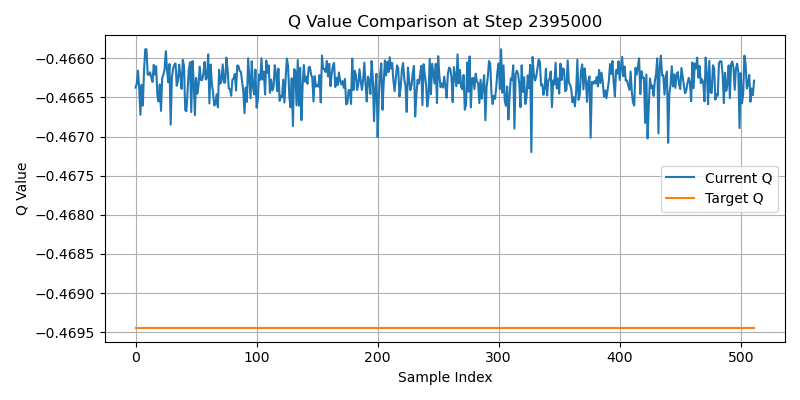 Q Value Comparison at Step 2395000
Q Value
−0.4660
−0.4665
−0.4670
−0.4675
−0.4680
−0.4685
−0.4690
−0.4695
Current Q
Target Q
0 100 200 300 400 500
Sample Index